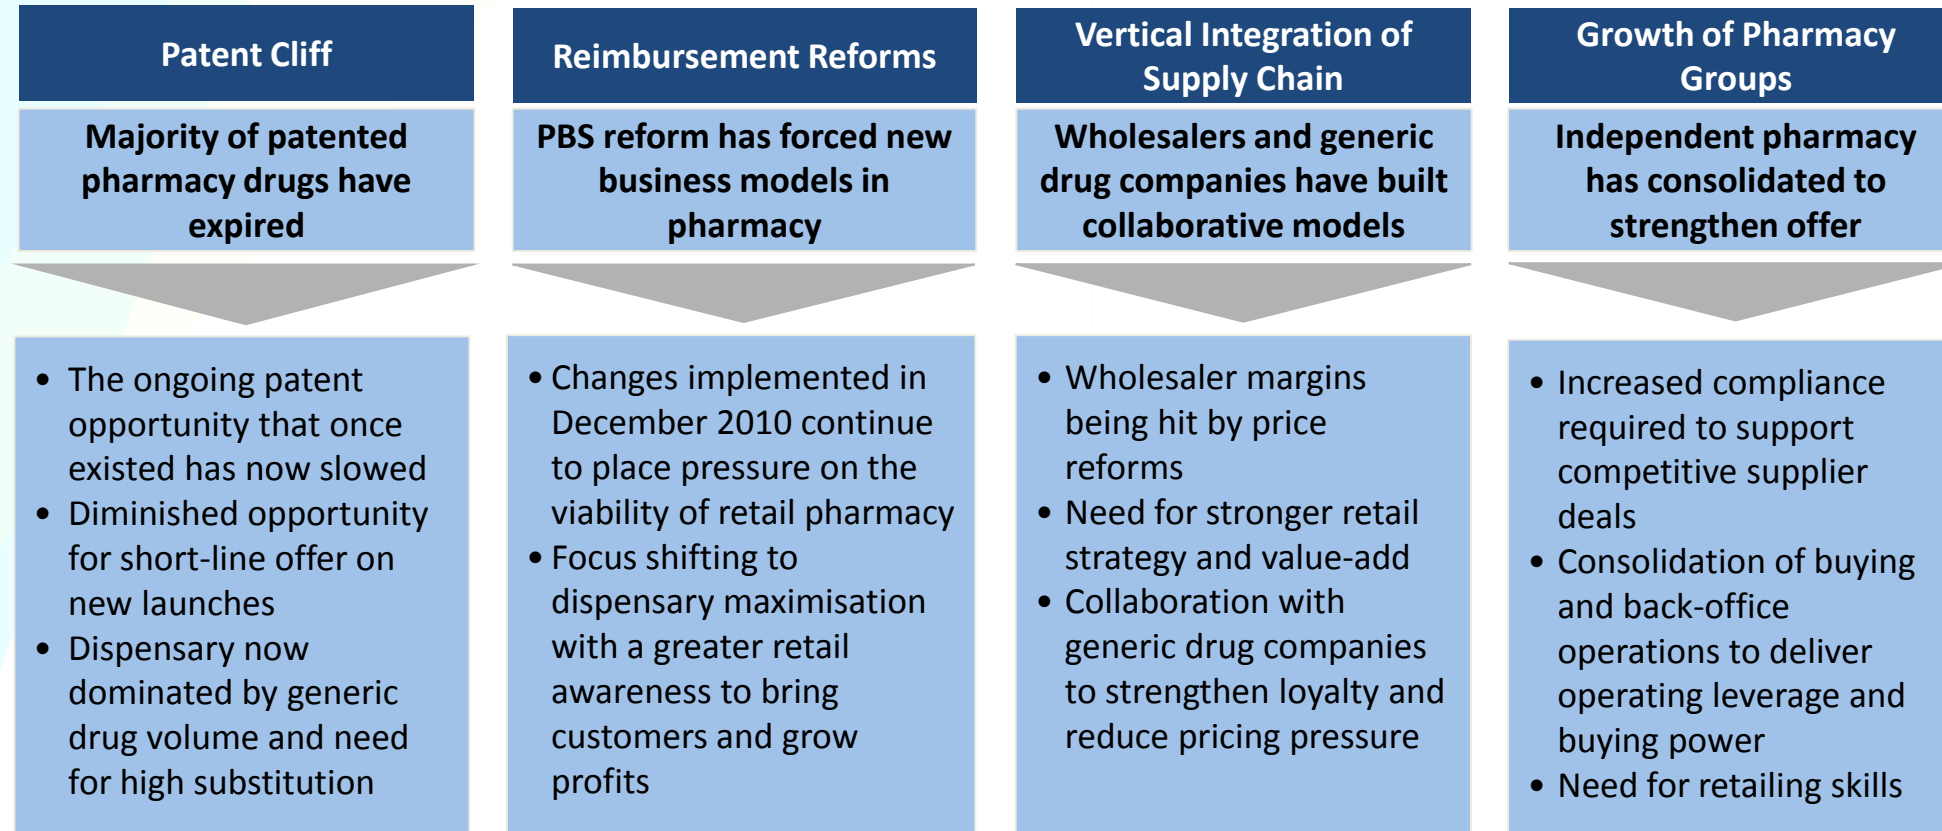 Patent Cliff
Majority of patented
pharmacy drugs have
expired
• The ongoing patent
opportunity that once
existed has now slowed
• Diminished opportunity
for short-line offer on
new launches
• Dispensary now
dominated by generic
drug volume and need
for high substitution
Reimbursement Reforms
PBS reform has forced new
business models in
pharmacy
• Changes implemented in
December 2010 continue
to place pressure on the
viability of retail pharmacy
• Focus shifting to
dispensary maximisation
with a greater retail
awareness to bring
customers and grow
profits
Vertical Integration of
Supply Chain
Wholesalers and generic
drug companies have built
collaborative models
• Wholesaler margins
being hit by price
reforms
• Need for stronger retail
strategy and value-add
• Collaboration with
generic drug companies
to strengthen loyalty and
reduce pricing pressure
Growth of Pharmacy
Groups
Independent pharmacy
has consolidated to
strengthen offer
• Increased compliance
required to support
competitive supplier
deals
• Consolidation of buying
and back-office
operations to deliver
operating leverage and
buying power
• Need for retailing skills